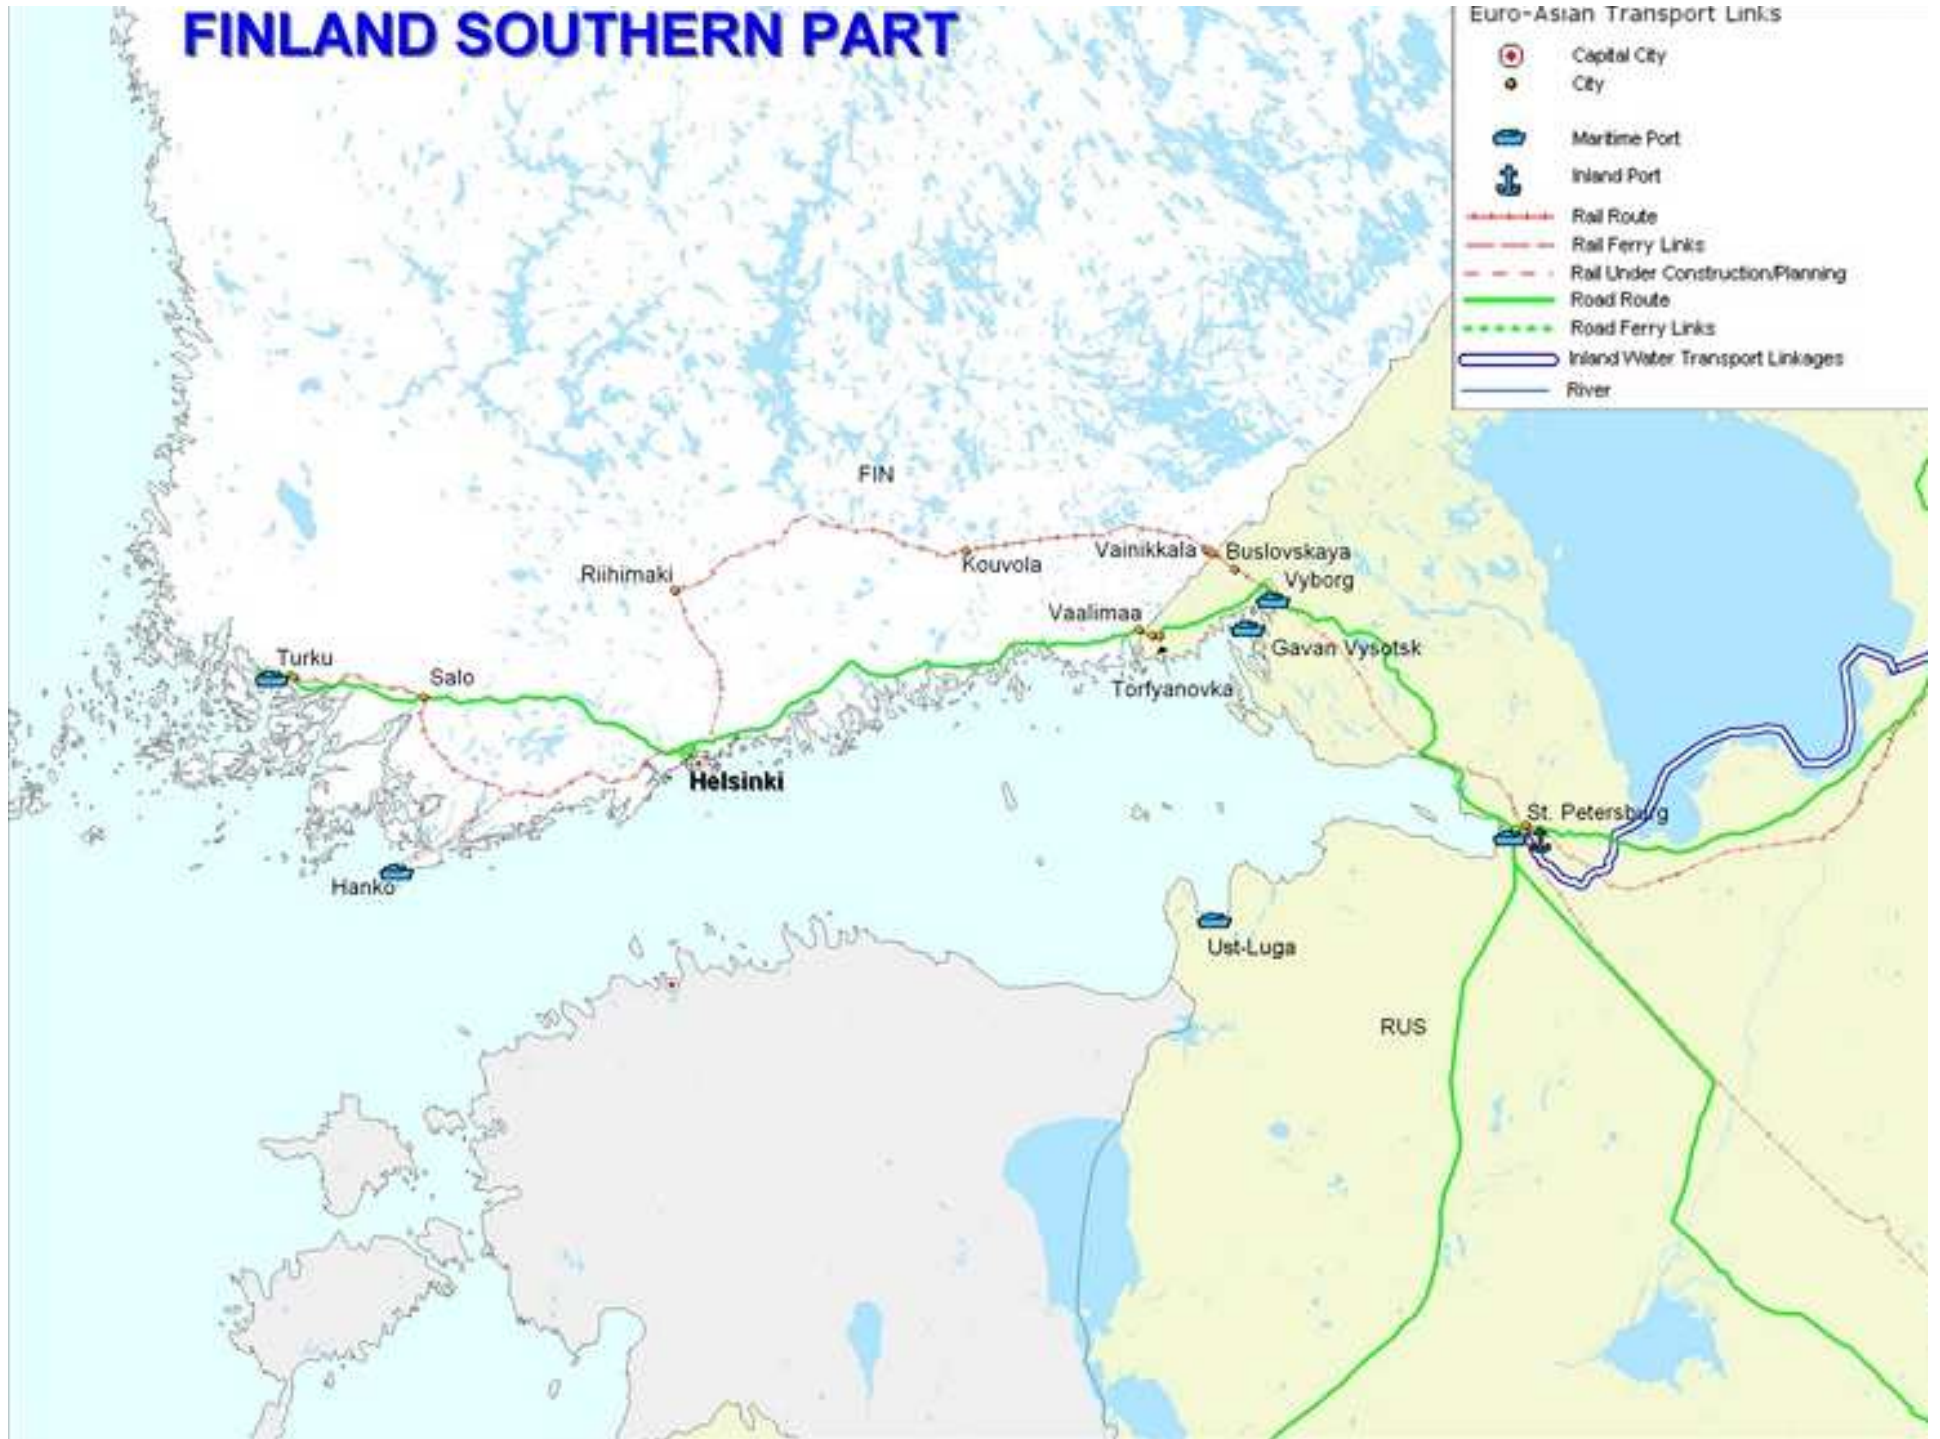 FINLAND SOUTHERN PART
Euro-Asian Transport Links
Capital City
City
Maritime Port
Inland Port
Rail Route
Rail Ferry Links
Rail Under Construction/Planning
Road Route
Road Ferry Links
Inland Water Transport Linkages
River
FIN
Riihimaki
Kouvola
Vainikkala
Buslovskaya
Vyborg
Vaalimaa
Gavan Vysotsk
Torfyanovka
Turku
Salo
Helsinki
Hanko
St. Petersburg
Ust-Luga
RUS